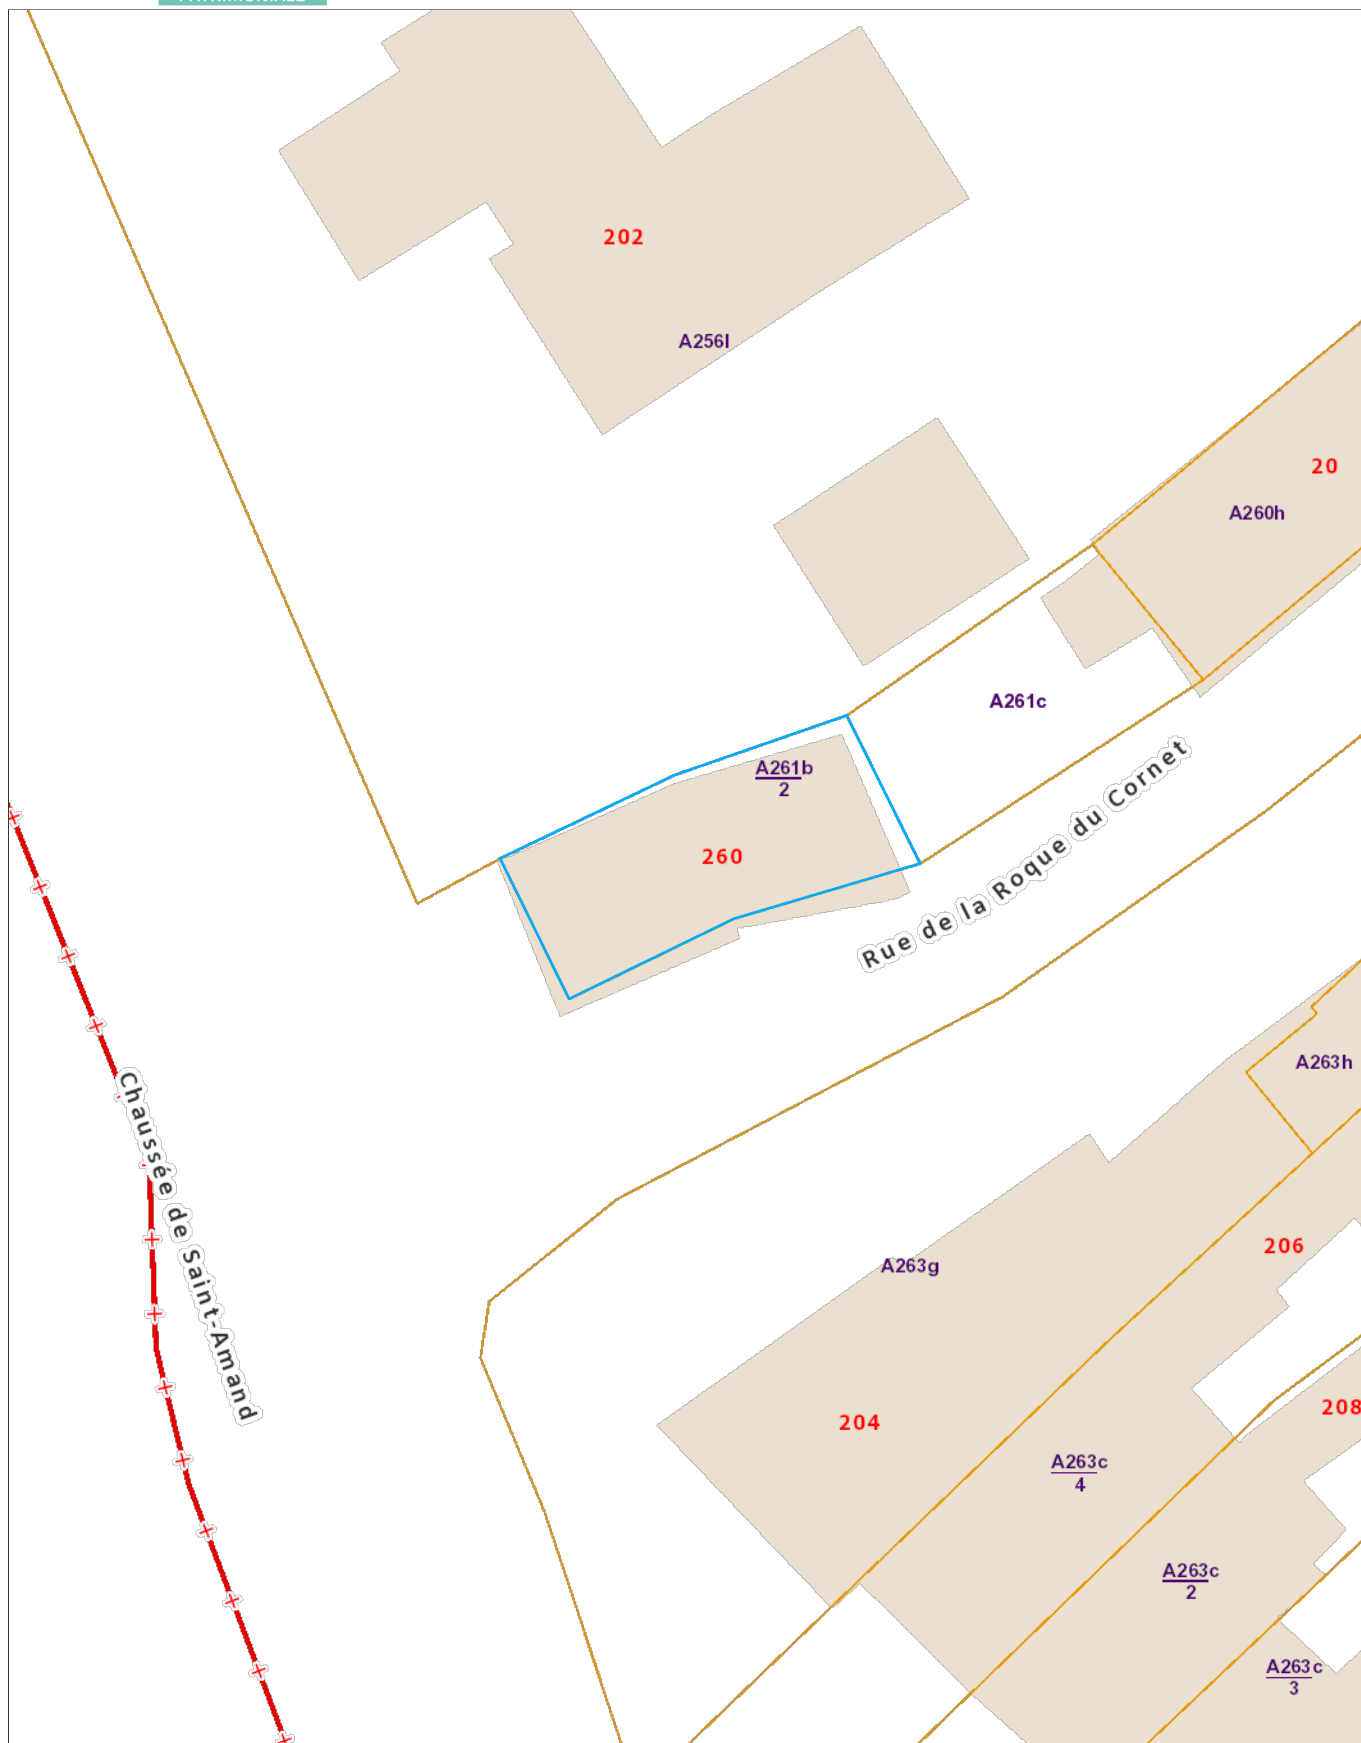 202
A256l
20
A260h
A261c
A261b
2
260
Rue de la Roque du Cornet
A263h
Chaussée de Saint-Amand
206
A263g
204
208
A263c
4
A263c
2
A263c
3